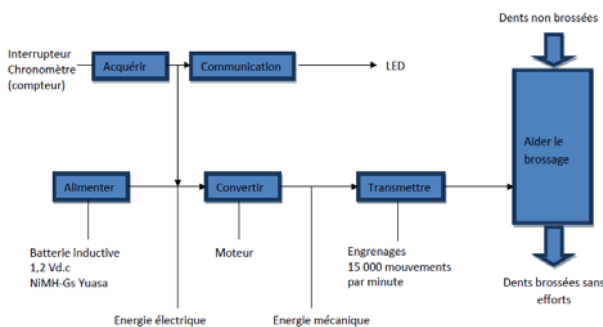 Dents non brossées
Interrupteur
Chronomètre
(compteur)
Acquérir
Communication
LED
Aider le
brossage
Alimenter
Convertir
Transmettre
Batterie inductive
1,2 Vd.c
NiMH-Gs Yuasa
Moteur
Engrenages
15 000 mouvements
par minute
Dents brossées sans
efforts
Energie électrique
Energie mécanique